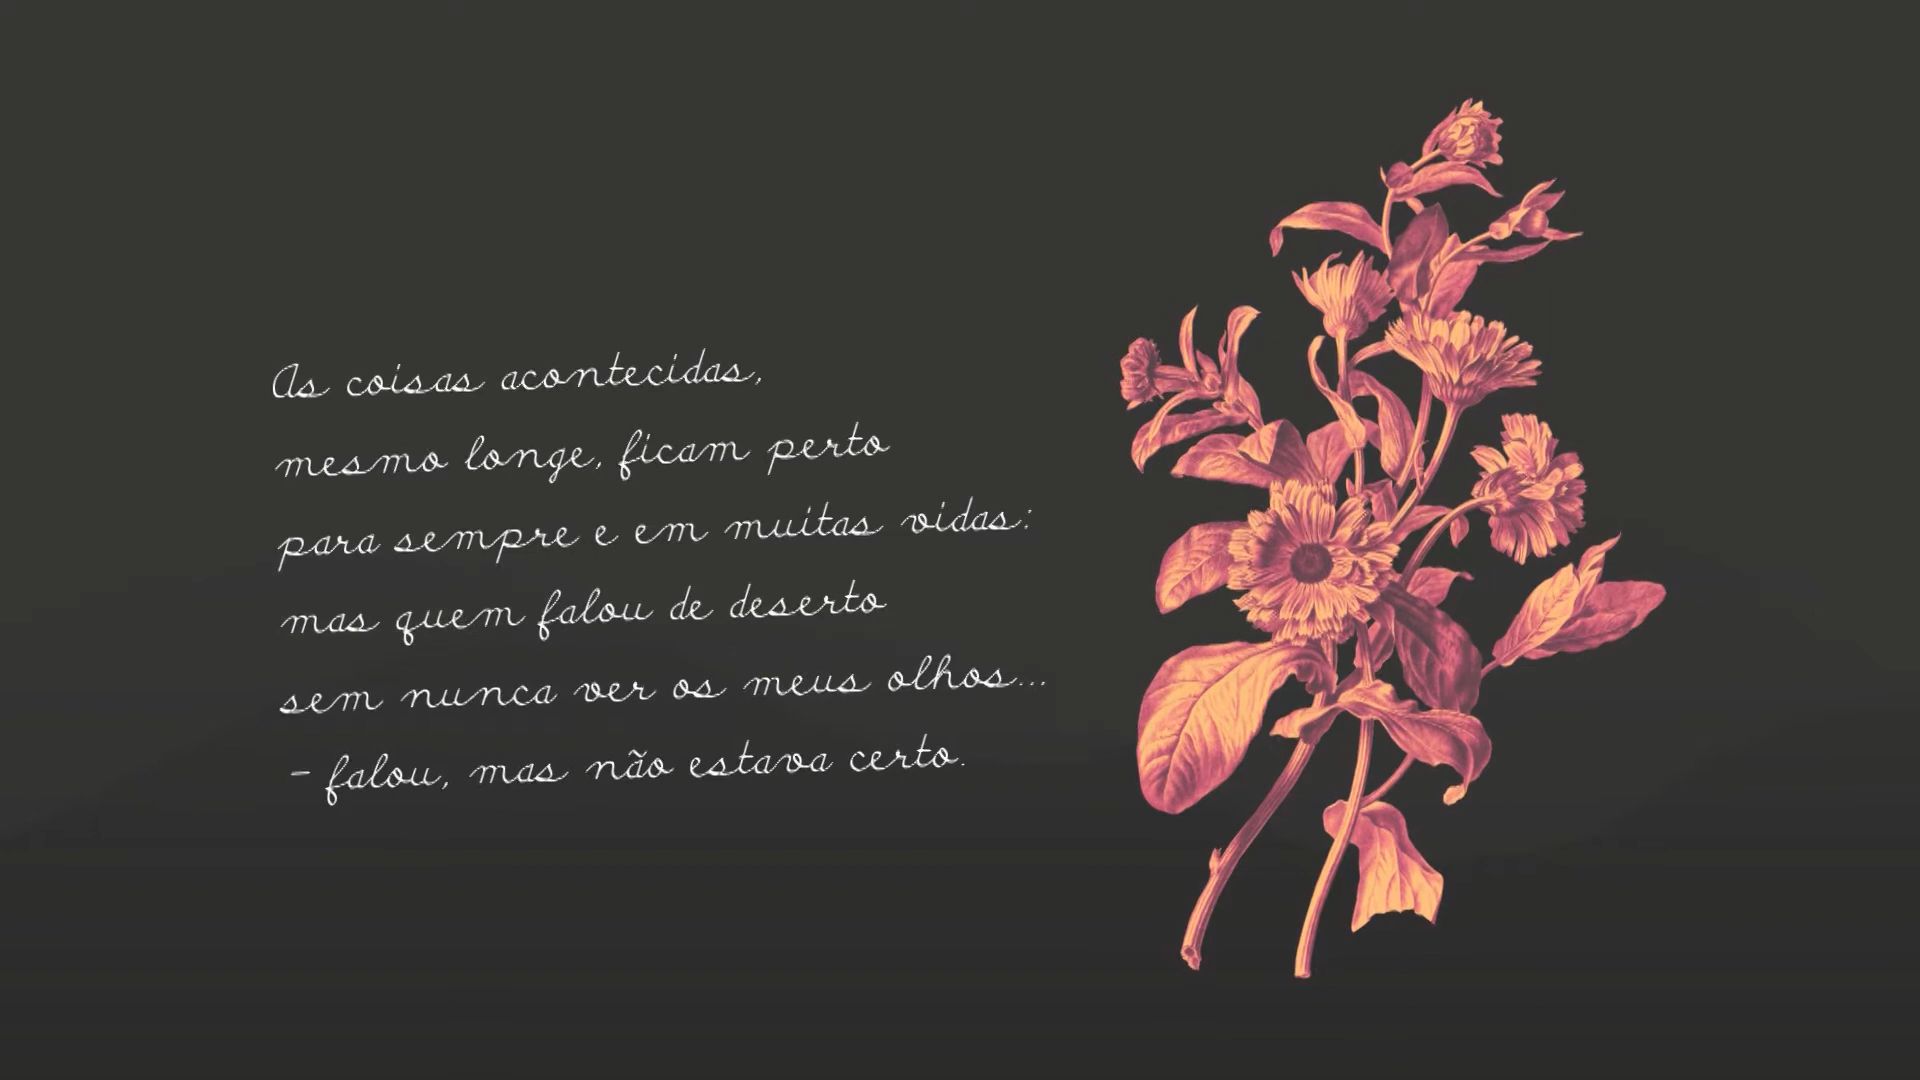 As coisas acontecidas,
mesmo longe, ficam perto
para sempre e em muitas vidas:
mas quem falou de deserto
sem nunca ver os meus olhos...
- falou, mas não estava certo.